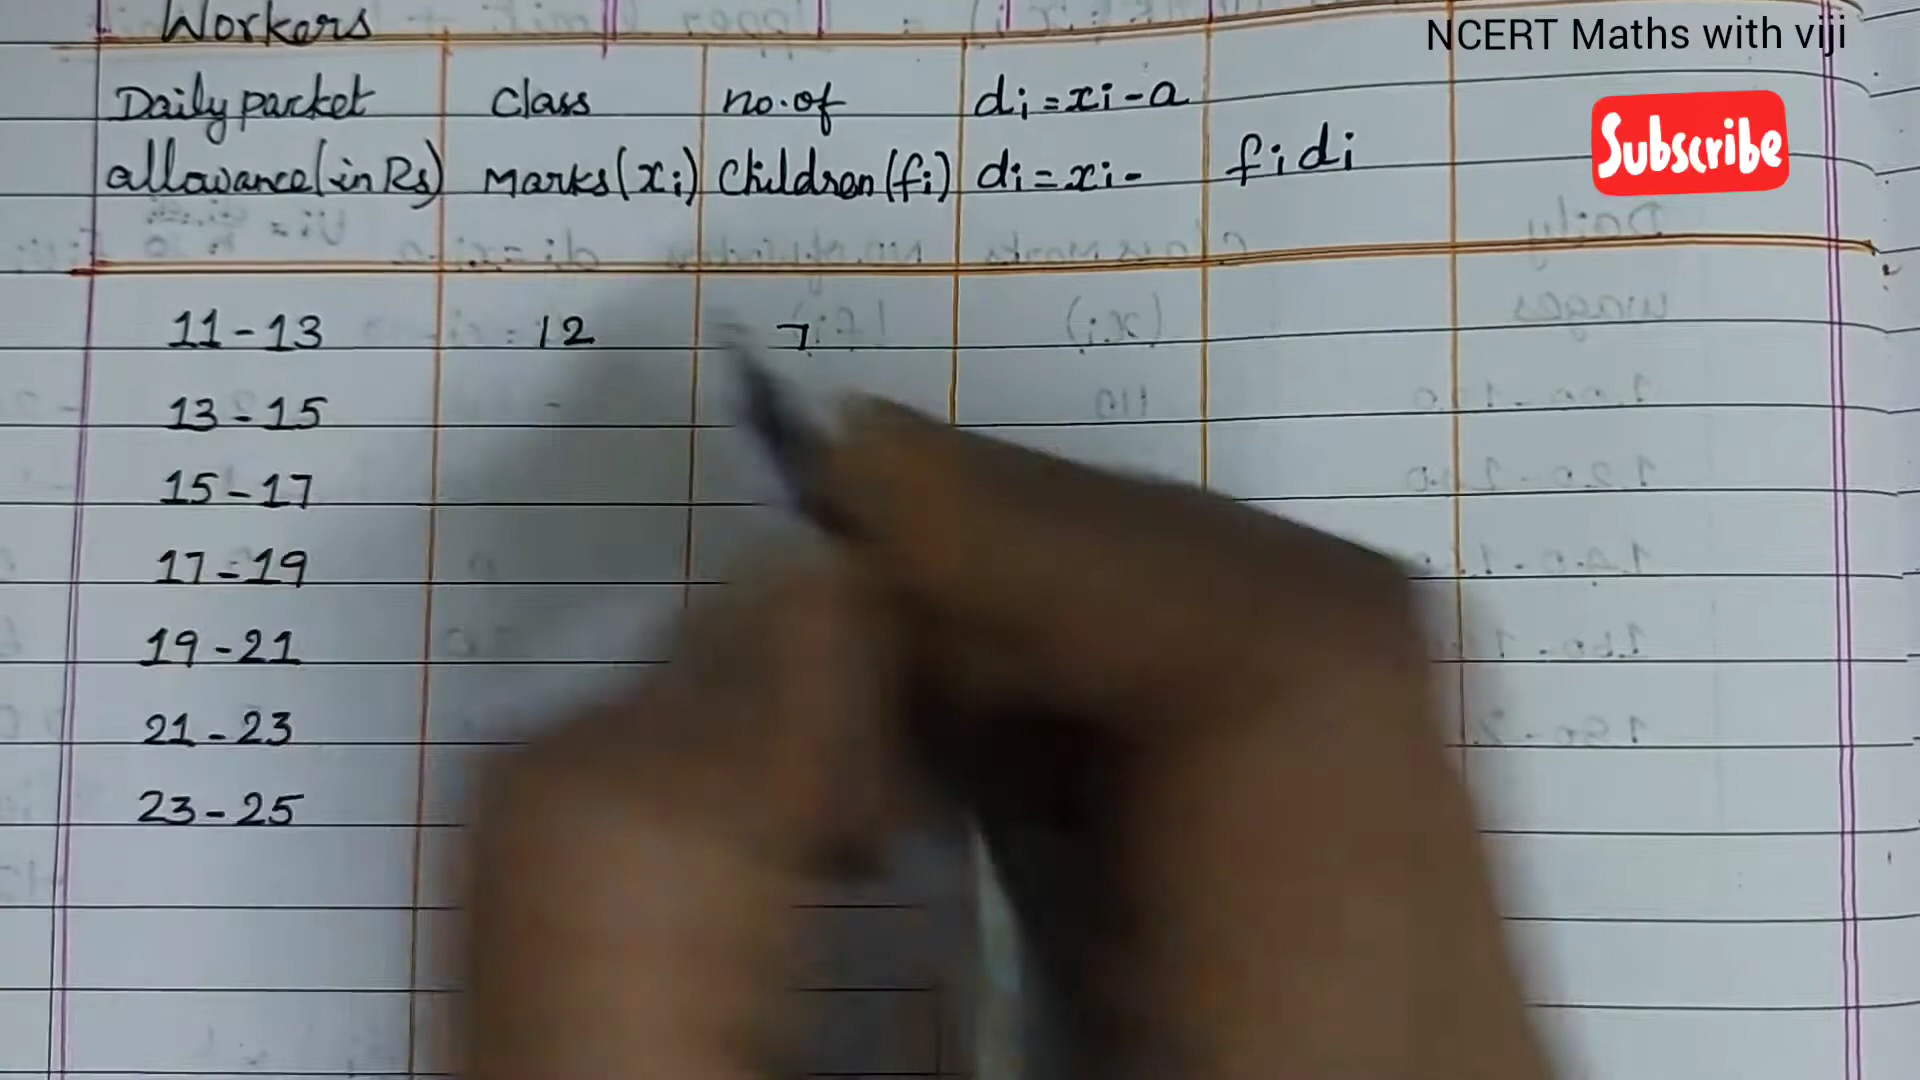 Workers
NCERT Maths with viji
Subscribe
Daily packet class no.of di=xi-a
allowance(in Rs) Marks(xi) Children(fi) di=xi- fidi
11-13 12 7
13-15 -
15-17
17-19
19-21
21-23
23-25